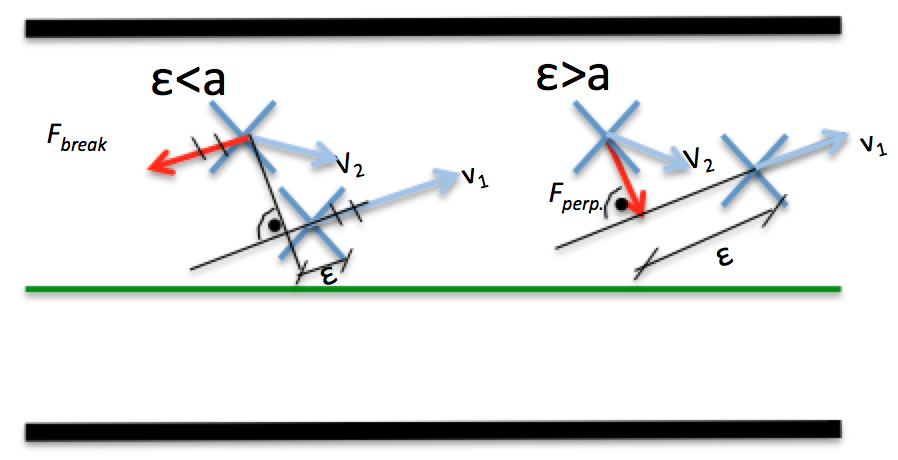 ε<a
F_break
V₂
v₁
ε
ε>a
F_perp.
V₂
v₁
ε